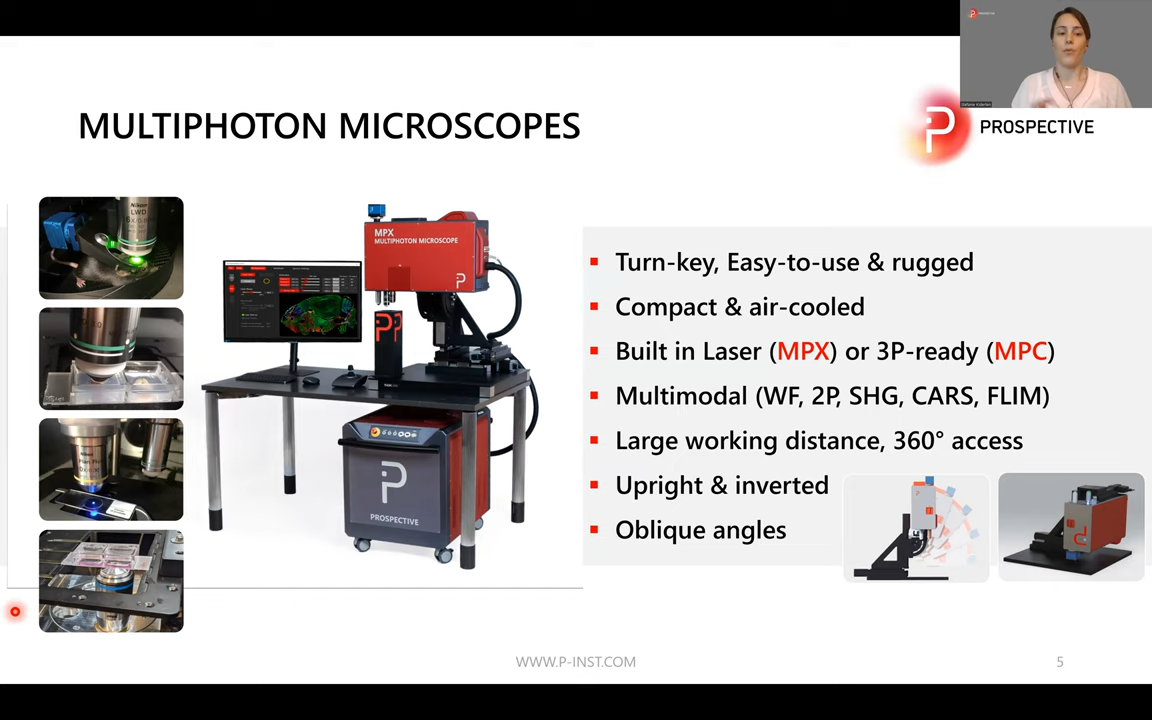 MULTIPHOTON MICROSCOPES
PROSPECTIVE
Nikon
LWD
MPX
MULTIPHOTON MICROSCOPE
PROSPECTIVE
Turn-key, Easy-to-use & rugged
Compact & air-cooled
Built in Laser (MPX) or 3P-ready (MPC)
Multimodal (WF, 2P, SHG, CARS, FLIM)
Large working distance, 360° access
Upright & inverted
Oblique angles
WWW.P-INST.COM
5